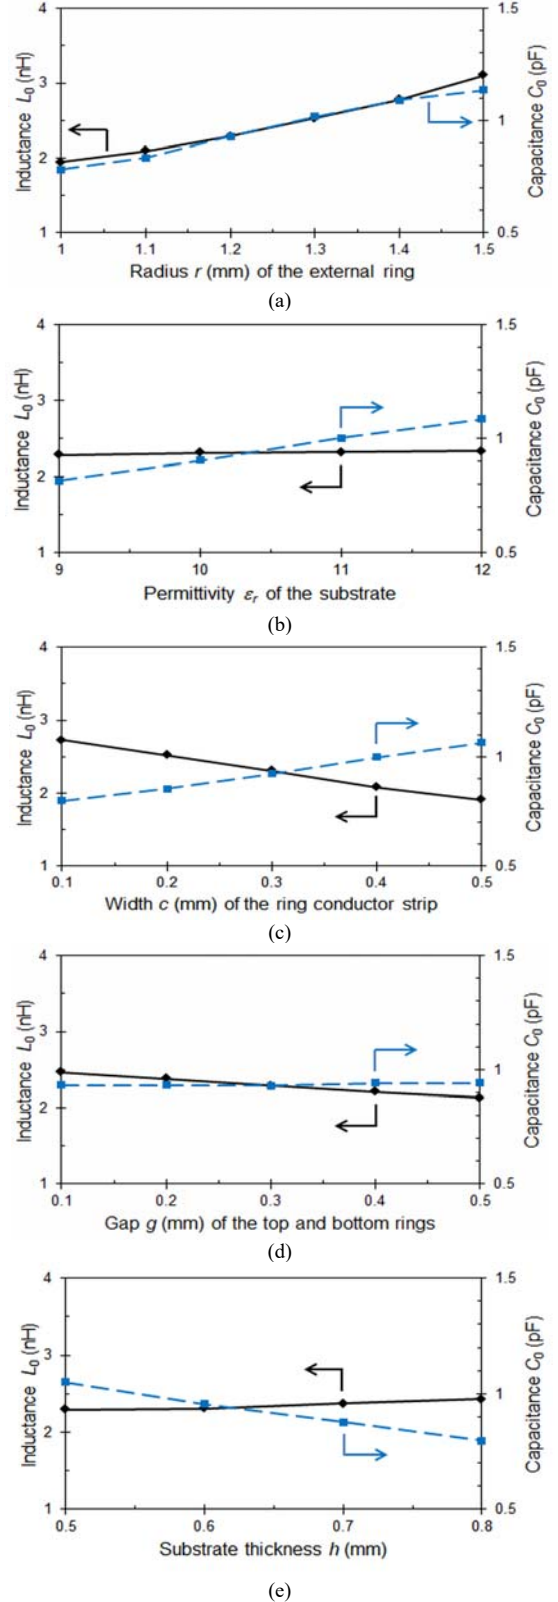 4
3
2
1
1.5
1
0.5
Inductance L0 (nH)
Capacitance C0 (pF)
1 1.1 1.2 1.3 1.4 1.5
Radius r (mm) of the external ring
(a)
4
3
2
1
1.5
1
0.5
Inductance L0 (nH)
Capacitance C0 (pF)
9 10 11 12
Permittivity εr of the substrate
(b)
4
3
2
1
1.5
1
0.5
Inductance L0 (nH)
Capacitance C0 (pF)
0.1 0.2 0.3 0.4 0.5
Width c (mm) of the ring conductor strip
(c)
4
3
2
1
1.5
1
0.5
Inductance L0 (nH)
Capacitance C0 (pF)
0.1 0.2 0.3 0.4 0.5
Gap g (mm) of the top and bottom rings
(d)
4
3
2
1
1.5
1
0.5
Inductance L0 (nH)
Capacitance C0 (pF)
0.5 0.6 0.7 0.8
Substrate thickness h (mm)
(e)